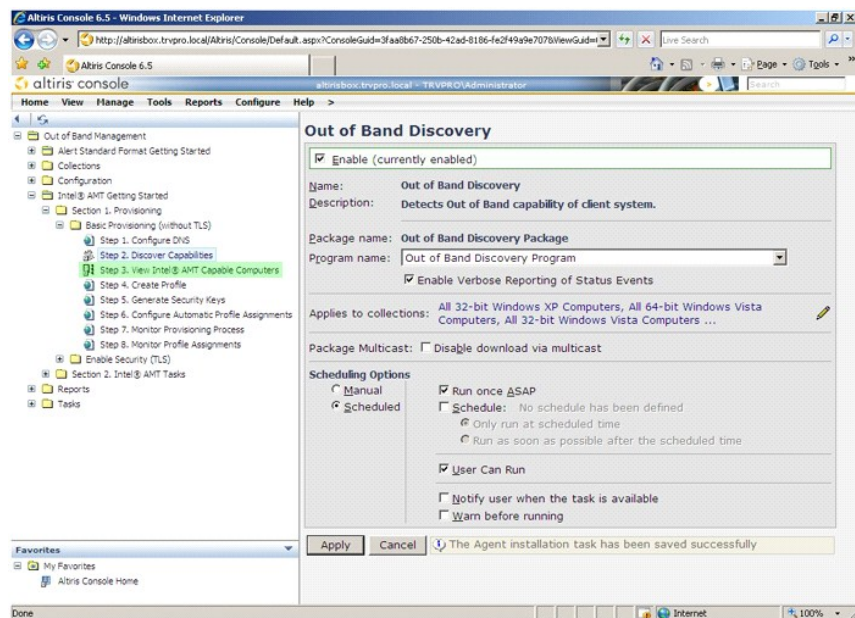 Altiris Console 6.5 - Windows Internet Explorer
http://altirisbox.trvpro.local/Altiris/Console/Default.aspx?ConsoleGuid=3faa8b67-250b-42ad-8186-fe2f49a9e707&ViewGuid=
Live Search
Altiris Console 6.5
Page
Tools
altiris console
altirisbox.trvpro.local - TRVPRO\Administrator
Search
Home View Manage Tools Reports Configure Help >
Out of Band Management
Alert Standard Format Getting Started
Collections
Configuration
Intel® AMT Getting Started
Section 1. Provisioning
Basic Provisioning (without TLS)
Step 1. Configure DNS
Step 2. Discover Capabilities
Step 3. View Intel® AMT Capable Computers
Step 4. Create Profile
Step 5. Generate Security Keys
Step 6. Configure Automatic Profile Assignments
Step 7. Monitor Provisioning Process
Step 8. Monitor Profile Assignments
Enable Security (TLS)
Section 2. Intel® AMT Tasks
Reports
Tasks
Favorites
My Favorites
Altiris Console Home
Out of Band Discovery
Enable (currently enabled)
Name: Out of Band Discovery
Description: Detects Out of Band capability of client system.
Package name: Out of Band Discovery Package
Program name: Out of Band Discovery Program
Enable Verbose Reporting of Status Events
Applies to collections: All 32-bit Windows XP Computers, All 64-bit Windows Vista
Computers, All 32-bit Windows Vista Computers ...
Package Multicast: Disable download via multicast
Scheduling Options
Manual
Scheduled
Run once ASAP
Schedule: No schedule has been defined
Only run at scheduled time
Run as soon as possible after the scheduled time
User Can Run
Notify user when the task is available
Warn before running
Apply Cancel The Agent installation task has been saved successfully
Done
Internet
100%